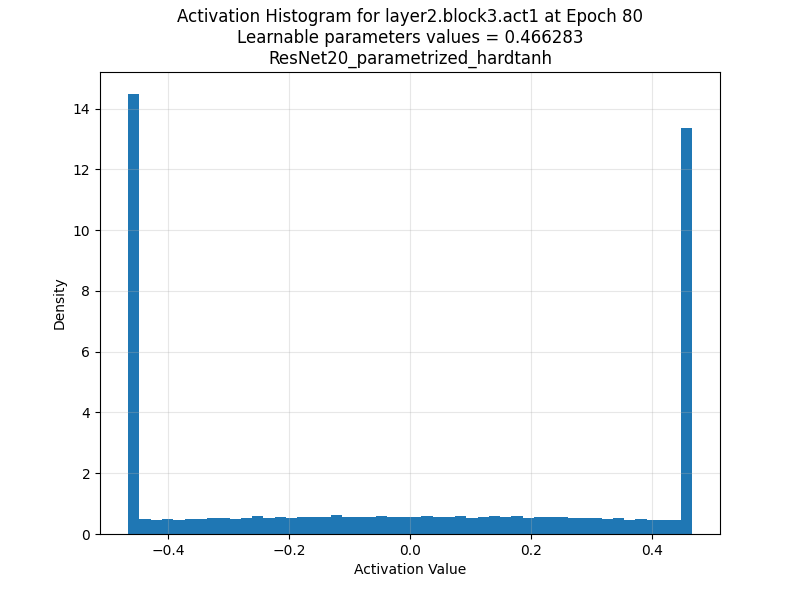 Activation Histogram for layer2.block3.act1 at Epoch 80
Learnable parameters values = 0.466283
ResNet20_parametrized_hardtanh
14
12
10
8
6
4
2
0
Density
−0.4
−0.2
0.0
0.2
0.4
Activation Value